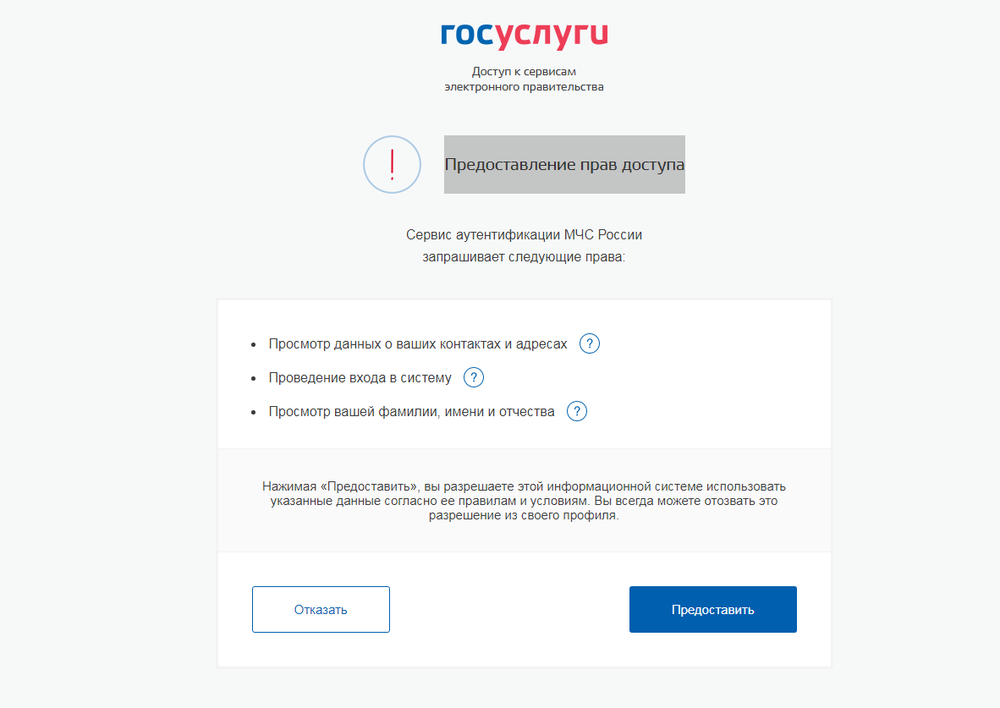 госуслуги
Доступ к сервисам
электронного правительства
!
Предоставление прав доступа
Сервис аутентификации МЧС России
запрашивает следующие права:
• Просмотр данных о ваших контактах и адресах ?
• Проведение входа в систему ?
• Просмотр вашей фамилии, имени и отчества ?
Нажимая «Предоставить», вы разрешаете этой информационной системе использовать
указанные данные согласно ее правилам и условиям. Вы всегда можете отозвать это
разрешение из своего профиля.
Отказать
Предоставить